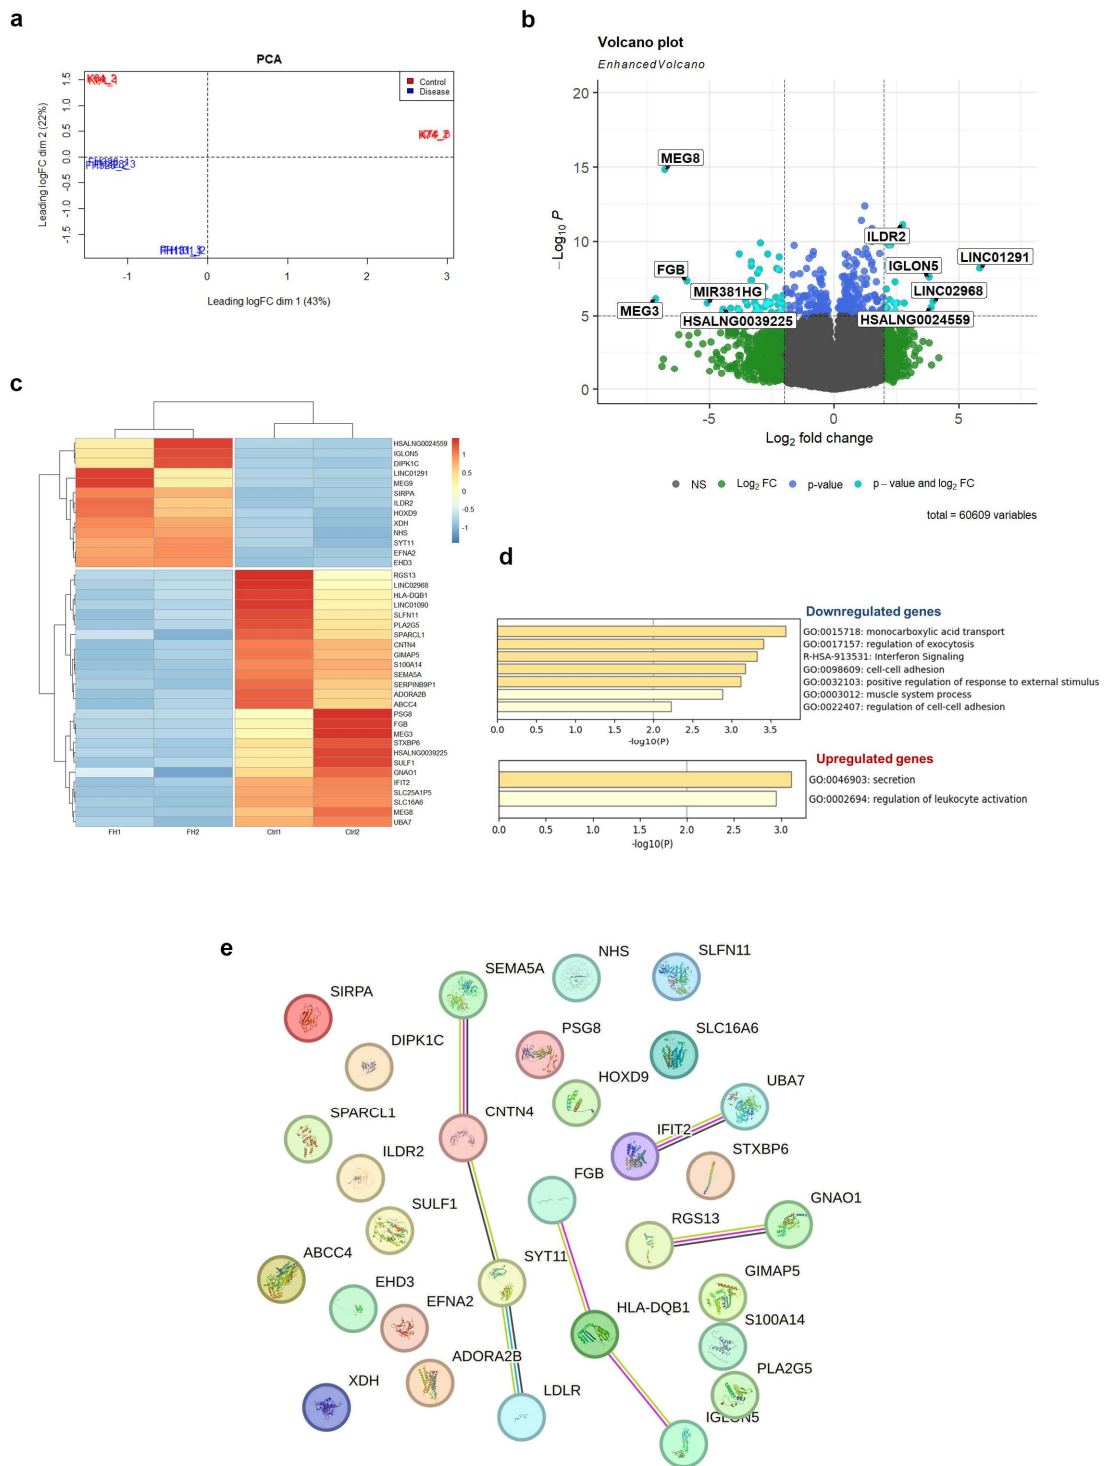 a
PCA
Control
Disease
K64_2
Leading logFC dim 2 (22%)
1.5
1.0
0.5
0.0
-0.5
-1.0
-1.5
-1
0
1
2
3
Leading logFC dim 1 (43%)
b
Volcano plot
EnhancedVolcano
−Log10 P
20
15
10
5
0
MEG8
ILDR2
FGB
IGLON5
LINC01291
MIR381HG
LINC02968
MEG3
HSALNG0039225
HSALNG0024559
-5
0
5
Log2 fold change
NS
Log2 FC
p-value
p − value and log2 FC
total = 60609 variables
c
HSALNG0024559
IGLON5
DIPK1C
LINC01291
MEG9
SIRPA
ILDR2
HOXD9
XDH
NHS
SYT11
EFNA2
EHD3
RGS13
LINC02968
HLA-DQB1
LINC01090
SLFN11
PLA2G5
SPARCL1
CNTN4
GIMAP5
S100A14
SEMA5A
SERPINB9P1
ADORA2B
ABCC4
PSG8
FGB
MEG3
STXBP6
HSALNG0039225
SULF1
GNAO1
IFIT2
SLC25A1P5
SLC16A6
MEG8
UBA7
1
0.5
0
-0.5
-1
FH1
FH2
Ctrl1
Ctrl2
d
Downregulated genes
GO:0015718: monocarboxylic acid transport
GO:0017157: regulation of exocytosis
R-HSA-913531: Interferon Signaling
GO:0098609: cell-cell adhesion
GO:0032103: positive regulation of response to external stimulus
GO:0003012: muscle system process
GO:0022407: regulation of cell-cell adhesion
0.0 0.5 1.0 1.5 2.0 2.5 3.0 3.5
-log10(P)
Upregulated genes
GO:0046903: secretion
GO:0002694: regulation of leukocyte activation
0.0 0.5 1.0 1.5 2.0 2.5 3.0
-log10(P)
e
SEMA5A
NHS
SLFN11
SIRPA
DIPK1C
PSG8
SLC16A6
HOXD9
UBA7
SPARCL1
CNTN4
IFIT2
ILDR2
STXBP6
FGB
SULF1
GNAO1
RGS13
ABCC4
SYT11
GIMAP5
EHD3
EFNA2
HLA-DQB1
S100A14
ADORA2B
PLA2G5
XDH
LDLR
IGLON5